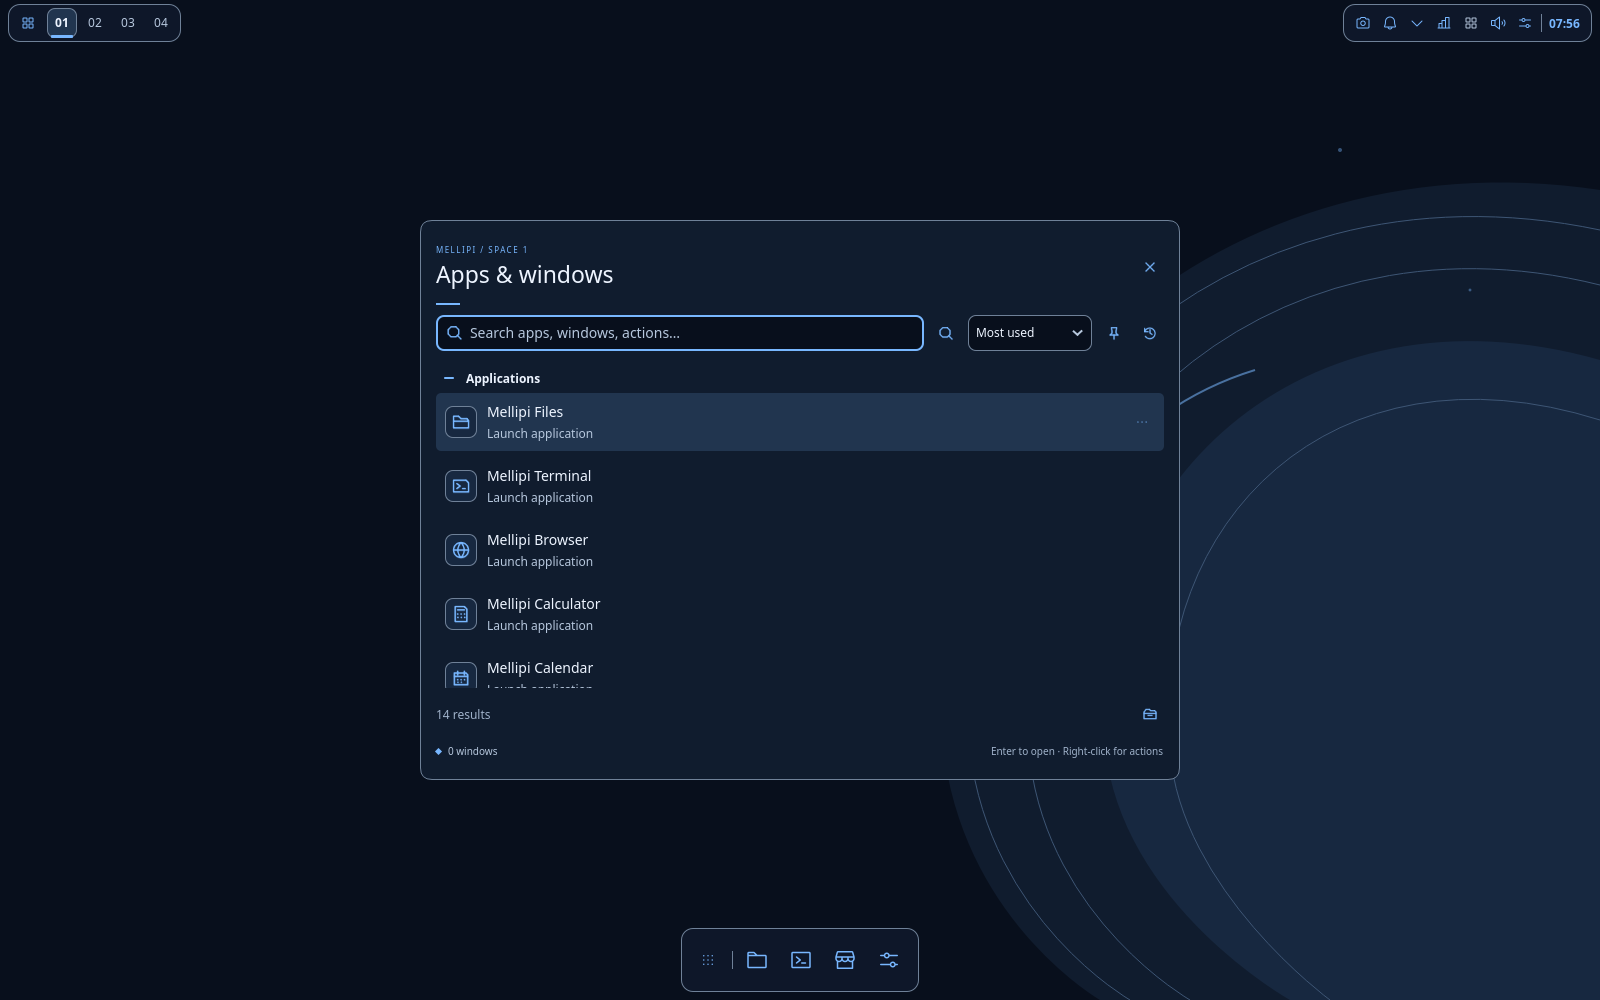 01 02 03 04
07:56
MELLIPI / SPACE 1
Apps & windows
Search apps, windows, actions...
Most used
Applications
Mellipi Files
Launch application
Mellipi Terminal
Launch application
Mellipi Browser
Launch application
Mellipi Calculator
Launch application
Mellipi Calendar
Launch application
14 results
0 windows
Enter to open · Right-click for actions